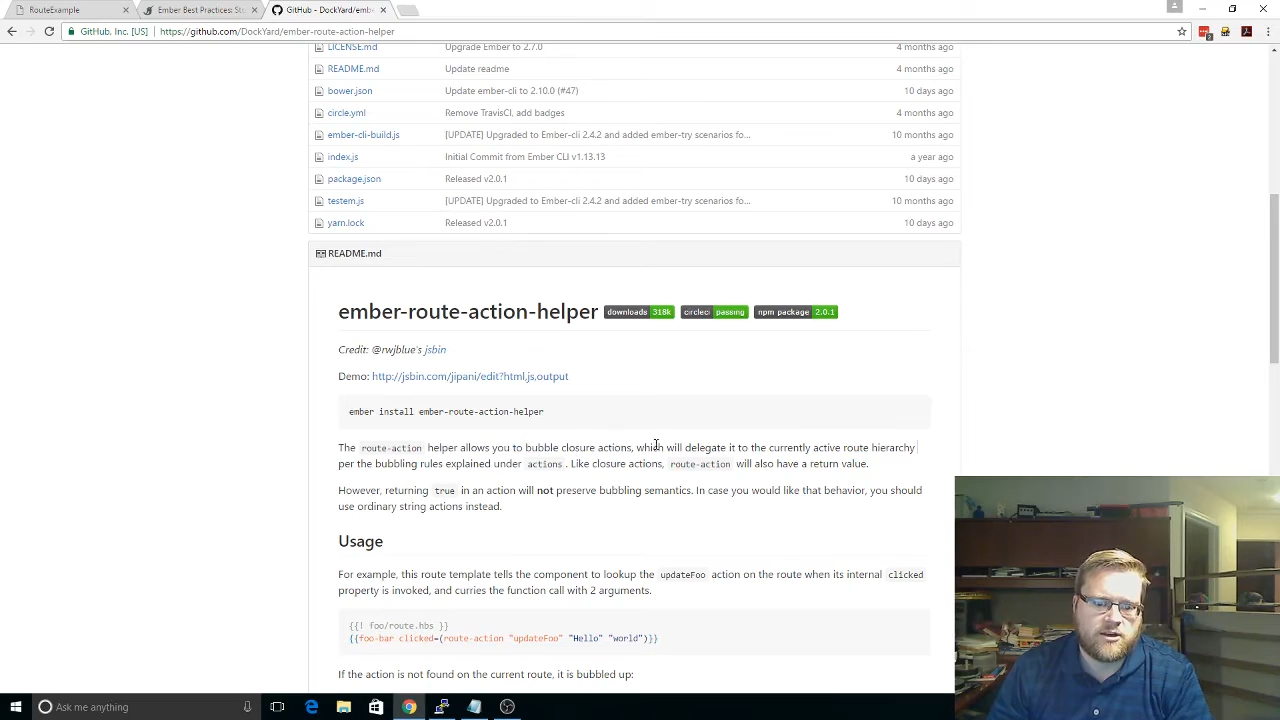 RouteExample
Ember Best Practices: Sto
GitHub - DockYard/emb
GitHub, Inc. [US]
https://github.com/DockYard/ember-route-action-helper
LICENSE.md Upgrade Ember to 2.7.0 4 months ago
README.md Update readme 4 months ago
bower.json Update ember-cli to 2.10.0 (#47) 10 days ago
circle.yml Remove TravisCI, add badges 4 months ago
ember-cli-build.js [UPDATE] Upgraded to Ember-cli 2.4.2 and added ember-try scenarios fo... 10 months ago
index.js Initial Commit from Ember CLI v1.13.13 a year ago
package.json Released v2.0.1 10 days ago
testem.js [UPDATE] Upgraded to Ember-cli 2.4.2 and added ember-try scenarios fo... 10 months ago
yarn.lock Released v2.0.1 10 days ago
README.md
ember-route-action-helper downloads 318k circleci passing npm package 2.0.1
Credit: @rwjblue's jsbin
Demo: http://jsbin.com/jipani/edit?html,js,output
ember install ember-route-action-helper
The route-action helper allows you to bubble closure actions, which will delegate it to the currently active route hierarchy
per the bubbling rules explained under actions . Like closure actions, route-action will also have a return value.
However, returning true in an action will not preserve bubbling semantics. In case you would like that behavior, you should
use ordinary string actions instead.
Usage
For example, this route template tells the component to lookup the updateFoo action on the route when its internal clicked
property is invoked, and curries the function call with 2 arguments.
{{! foo/route.hbs }}
{{foo-bar clicked=(route-action "updateFoo" "Hello" "world")}}
If the action is not found on the current route, it is bubbled up:
Ask me anything